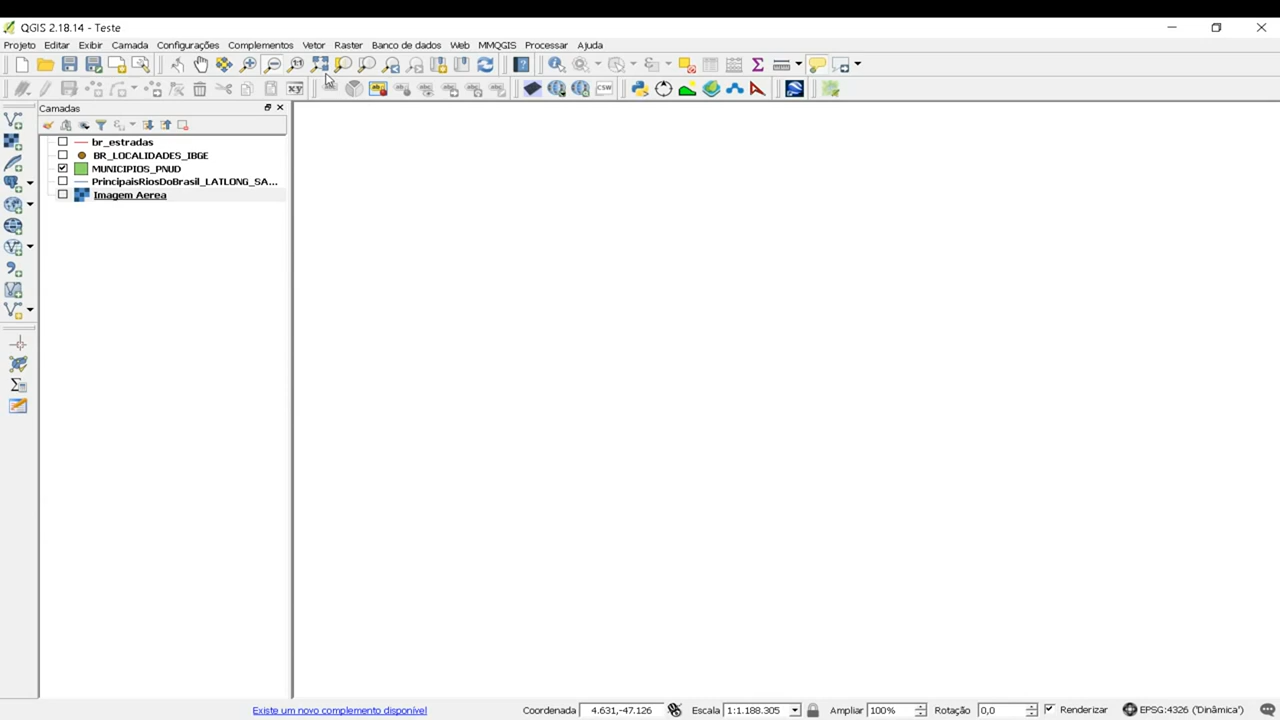 QGIS 2.18.14 - Teste
Projeto Editar Exibir Camada Configurações Complementos Vetor Raster Banco de dados Web MMQGIS Processar Ajuda
Camadas
br_estradas
BR_LOCALIDADES_IBGE
MUNICIPIOS_PNUD
PrincipaisRiosDoBrasil_LATLONG_SA...
Imagem Aerea
Existe um novo complemento disponível Coordenada 4.631,-47.126 Escala 1:1.188.305 Ampliar 100% Rotação 0,0 Renderizar EPSG:4326 ('Dinâmica')